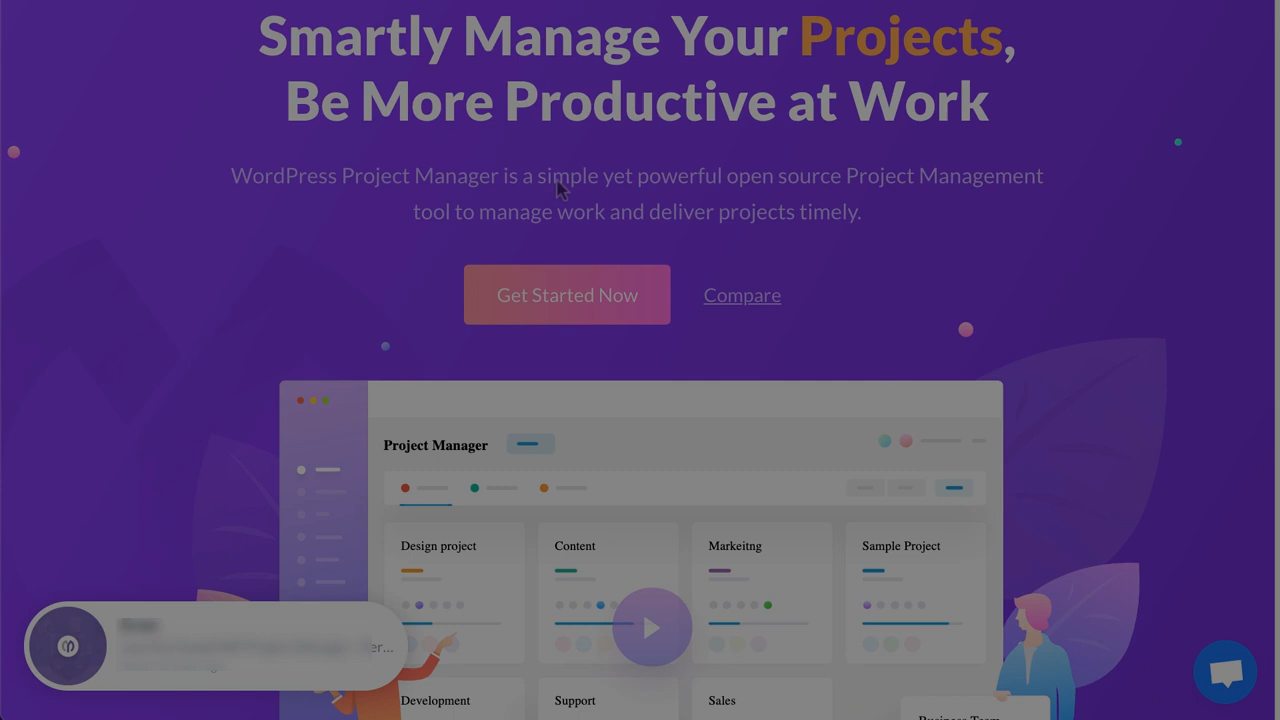 Smartly Manage Your Projects,
Be More Productive at Work
WordPress Project Manager is a simple yet powerful open source Project Management
tool to manage work and deliver projects timely.
Get Started Now
Compare
Project Manager
Design project
Content
Markeitng
Sample Project
Development
Support
Sales
Business Team